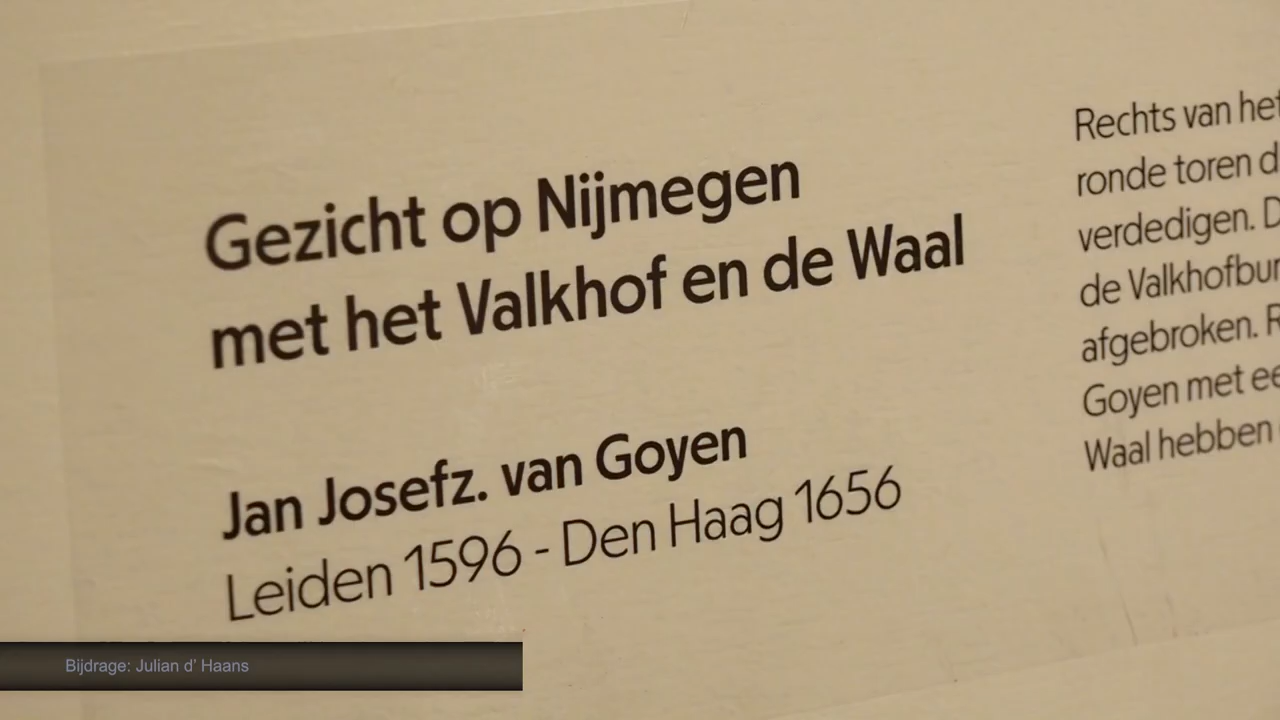 Gezicht op Nijmegen
met het Valkhof en de Waal
Jan Josefz. van Goyen
Leiden 1596 - Den Haag 1656
Rechts van het
ronde toren
verdedigen.
de
afgebroken.
Goyen met
Waal hebben
Bijdrage: Julian d' Haans